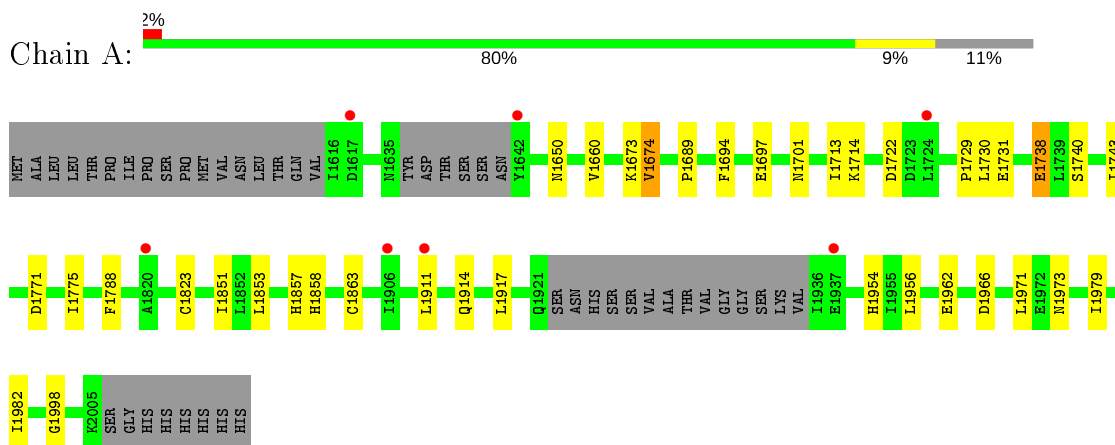 2%
Chain A:
80% 9% 11%
MET ALA LEU LEU THR PRO ILE PRO SER PRO MET VAL ASN LEU THR GLN VAL I1616 D1617 N1635 TYR ASP THR SER SER ASN Y1642 N1650 V1660 K1673 V1674 P1689 F1694 E1697 N1701 I1713 K1714 D1722 D1723 L1724 P1729 L1730 E1731 E1738 L1739 S1740
D1771 I1775 F1788 A1820 C1823 I1851 L1852 L1853 H1857 H1858 C1863 I1906 L1911 Q1914 L1917 Q1921 SER ASN HIS SER SER VAL ALA THR VAL GLY GLY SER LYS VAL I1936 E1937 H1954 I1955 L1956 E1962 D1966 L1971 E1972 N1973 I1979
I1982 G1998 K2005 SER GLY HIS HIS HIS HIS HIS HIS